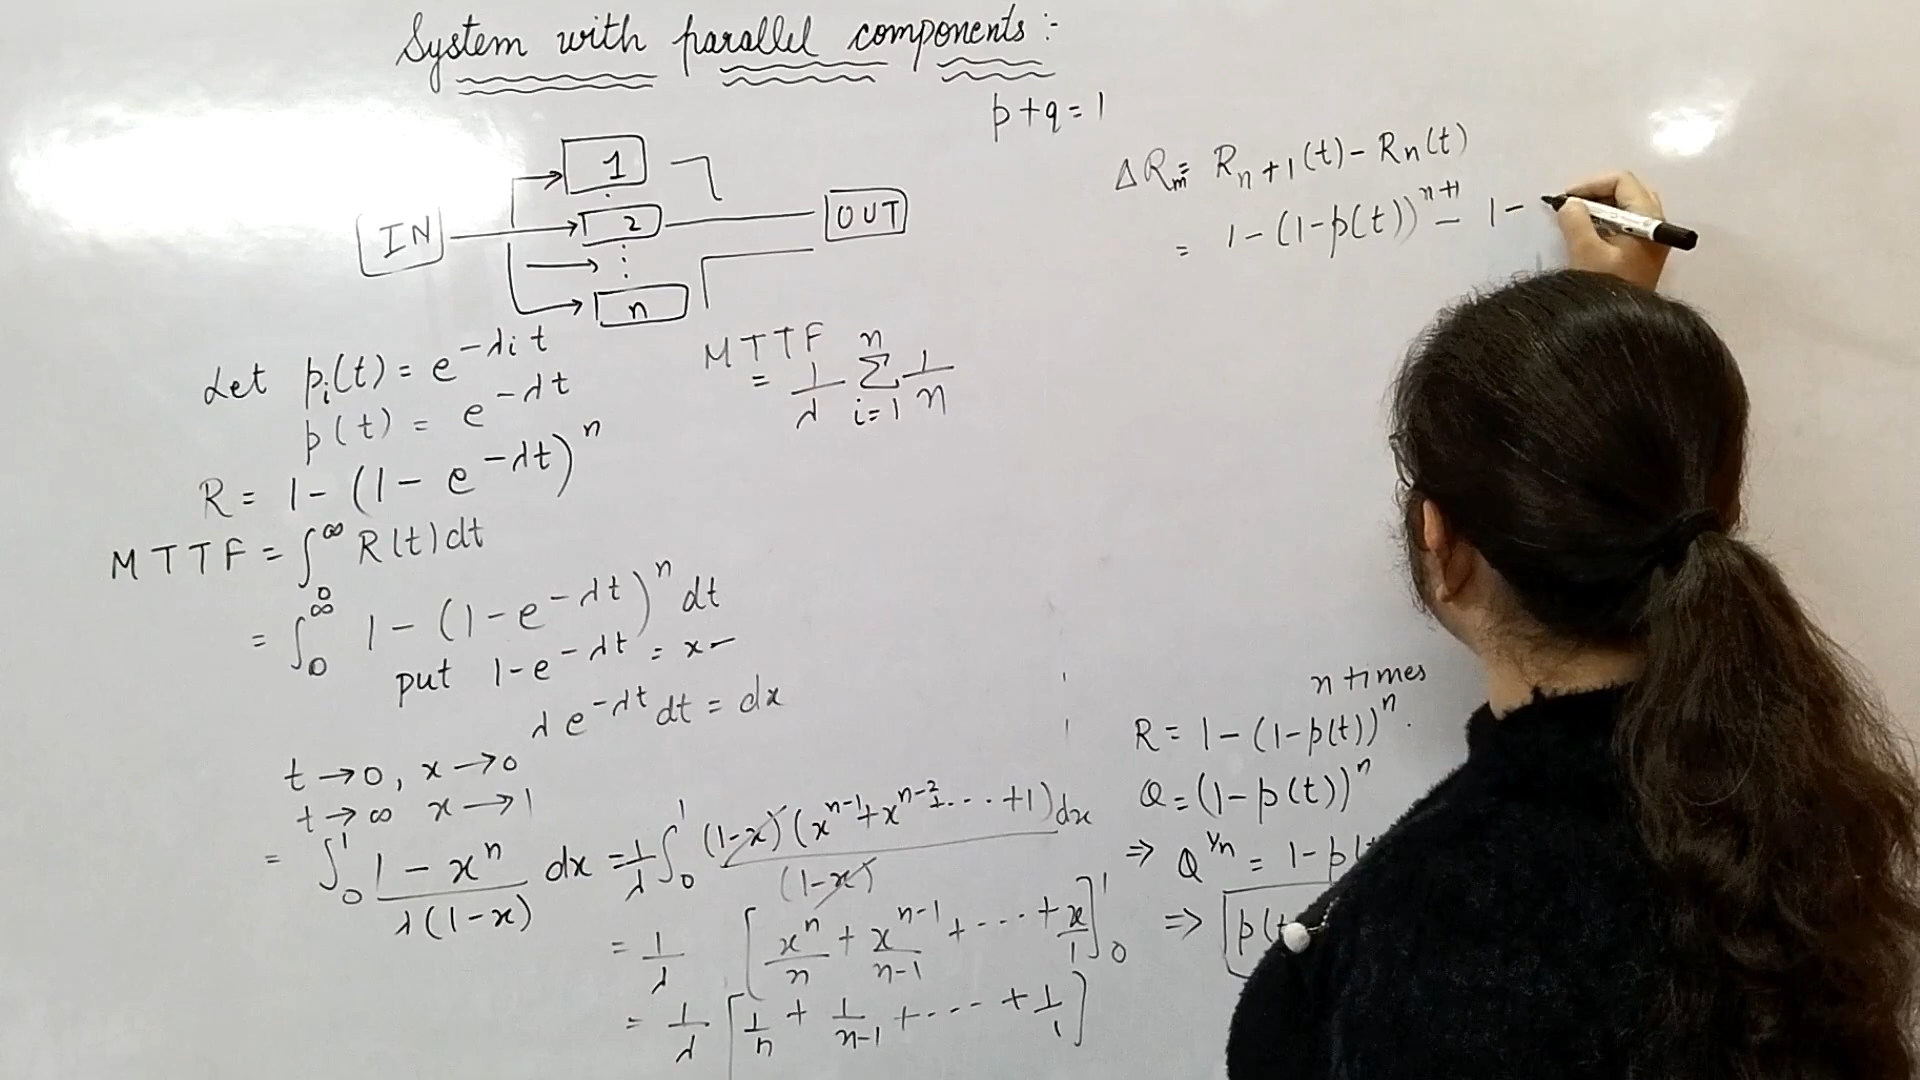 System with parallel components :-
p + q = 1
IN
1
2
n
OUT
Let pᵢ(t) = e^{-λi t}
p(t) = e^{-λt}
R = 1 - (1 - e^{-λt})^n
MTTF = ∫_0^∞ R(t) dt
= ∫_0^∞ 1 - (1 - e^{-λt})^n dt
put 1 - e^{-λt} = x -
λ e^{-λt} dt = dx
t → 0, x → 0
t → ∞ x → 1
= ∫_0^1 (1 - x^n)/(λ(1-x)) dx = 1/λ ∫_0^1 (1-x)(x^{n-1} + x^{n-2} + ... + 1)/(1-x) dx
= 1/λ [x^n/n + x^{n-1}/(n-1) + ... + x/1]_0^1
= 1/λ [1/n + 1/(n-1) + ... + 1/1]
MTTF
= 1/λ Σ_{i=1}^n 1/n
ΔR_m = R_{n+1}(t) - R_n(t)
= 1 - (1 - p(t))^{n+1} - 1 -
n times
R = 1 - (1 - p(t))^n.
Q = (1 - p(t))^n
⇒ Q^{1/n} = 1 - p(
⇒ p(t